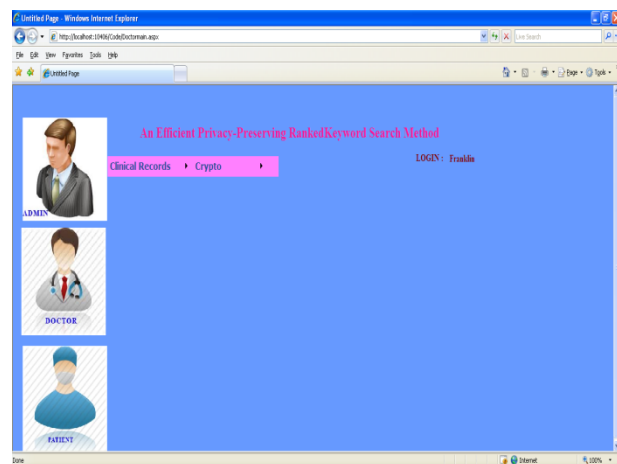 Untitled Page - Windows Internet Explorer
http://localhost:10406/Code/Doctormain.aspx
Live Search
File Edit View Favorites Tools Help
Untitled Page
Page Tools
An Efficient Privacy-Preserving RankedKeyword Search Method
LOGIN : Franklin
Clinical Records Crypto
ADMIN
DOCTOR
PATIENT
Done
Internet
100%